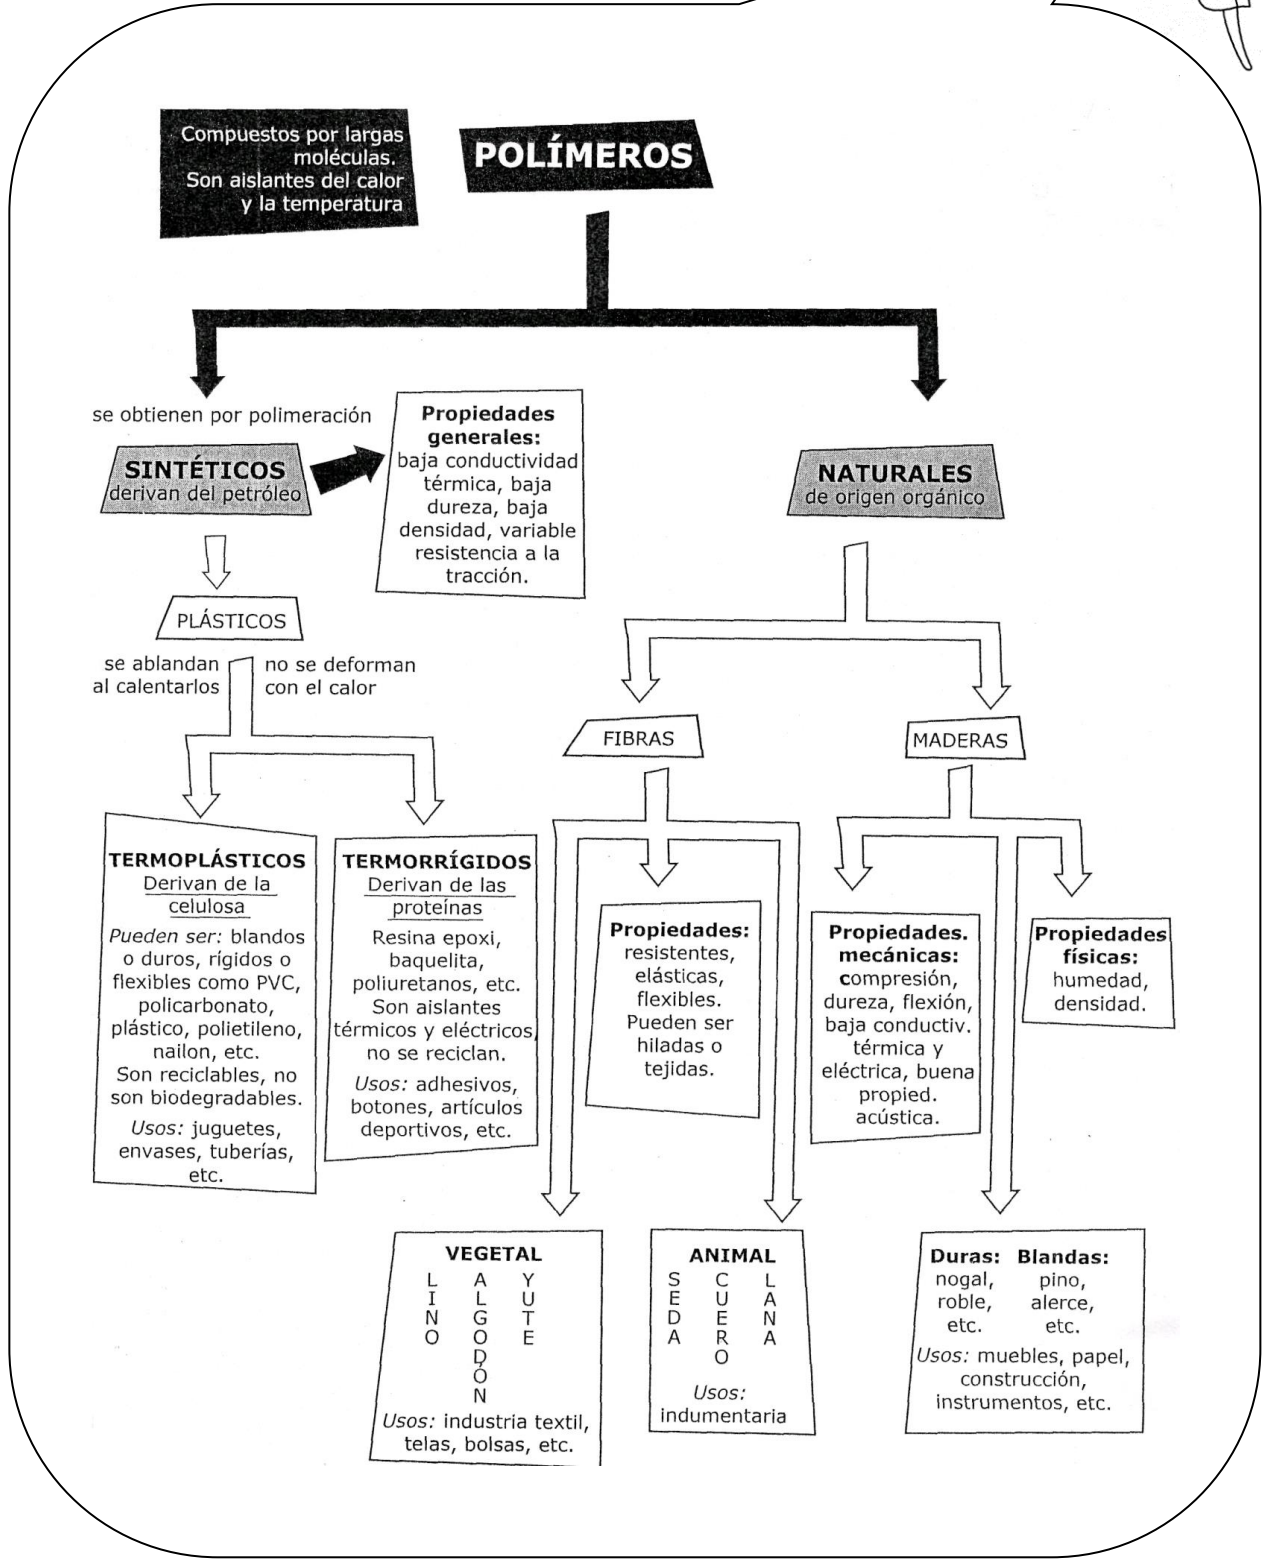 Compuestos por largas
moléculas.
Son aislantes del calor
y la temperatura
POLÍMEROS
se obtienen por polimeración
SINTÉTICOS
derivan del petróleo
Propiedades
generales:
baja conductividad
térmica, baja
dureza, baja
densidad, variable
resistencia a la
tracción.
NATURALES
de origen orgánico
PLÁSTICOS
se ablandan
al calentarlos
no se deforman
con el calor
FIBRAS
MADERAS
TERMOPLÁSTICOS
Derivan de la
celulosa
Pueden ser: blandos
o duros, rígidos o
flexibles como PVC,
policarbonato,
plástico, polietileno,
nailon, etc.
Son reciclables, no
son biodegradables.
Usos: juguetes,
envases, tuberías,
etc.
TERMORRÍGIDOS
Derivan de las
proteínas
Resina epoxi,
baquelita,
poliuretanos, etc.
Son aislantes
térmicos y eléctricos,
no se reciclan.
Usos: adhesivos,
botones, artículos
deportivos, etc.
Propiedades:
resistentes,
elásticas,
flexibles.
Pueden ser
hiladas o
tejidas.
Propiedades.
mecánicas:
compresión,
dureza, flexión,
baja conductiv.
térmica y
eléctrica, buena
propied.
acústica.
Propiedades
físicas:
humedad,
densidad.
VEGETAL
LINO
ALGODÓN
YUTE
Usos: industria textil,
telas, bolsas, etc.
ANIMAL
SEDA
CUERO
LANA
Usos:
indumentaria
Duras:
nogal,
roble,
etc.
Blandas:
pino,
alerce,
etc.
Usos: muebles, papel,
construcción,
instrumentos, etc.